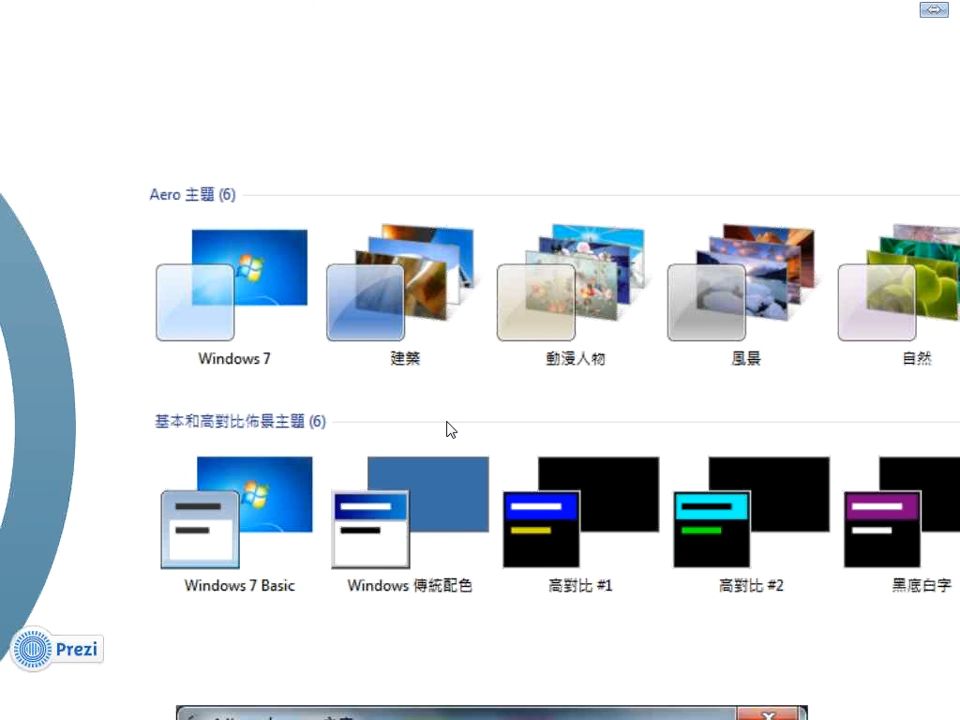 Aero 主題 (6)
Windows 7
建築
動漫人物
風景
自然
基本和高對比佈景主題 (6)
Windows 7 Basic
Windows 傳統配色
高對比 #1
高對比 #2
黑底白字
Prezi